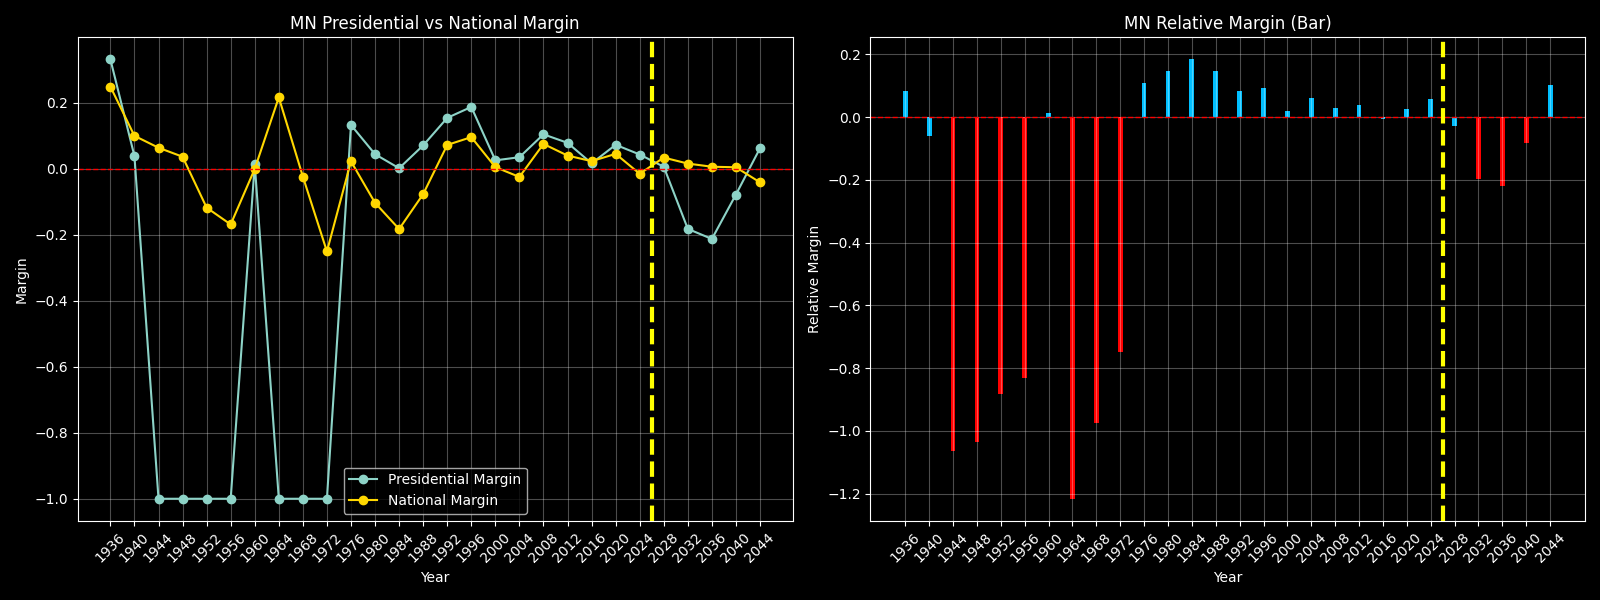 MN Presidential vs National Margin
Margin
0.2
0.0
−0.2
−0.4
−0.6
−0.8
−1.0
Presidential Margin
National Margin
1936 1940 1944 1948 1952 1956 1960 1964 1968 1972 1976 1980 1984 1988 1992 1996 2000 2004 2008 2012 2016 2020 2024 2028 2032 2036 2040 2044
Year
MN Relative Margin (Bar)
Relative Margin
0.2
0.0
−0.2
−0.4
−0.6
−0.8
−1.0
−1.2
1936 1940 1944 1948 1952 1956 1960 1964 1968 1972 1976 1980 1984 1988 1992 1996 2000 2004 2008 2012 2016 2020 2024 2028 2032 2036 2040 2044
Year